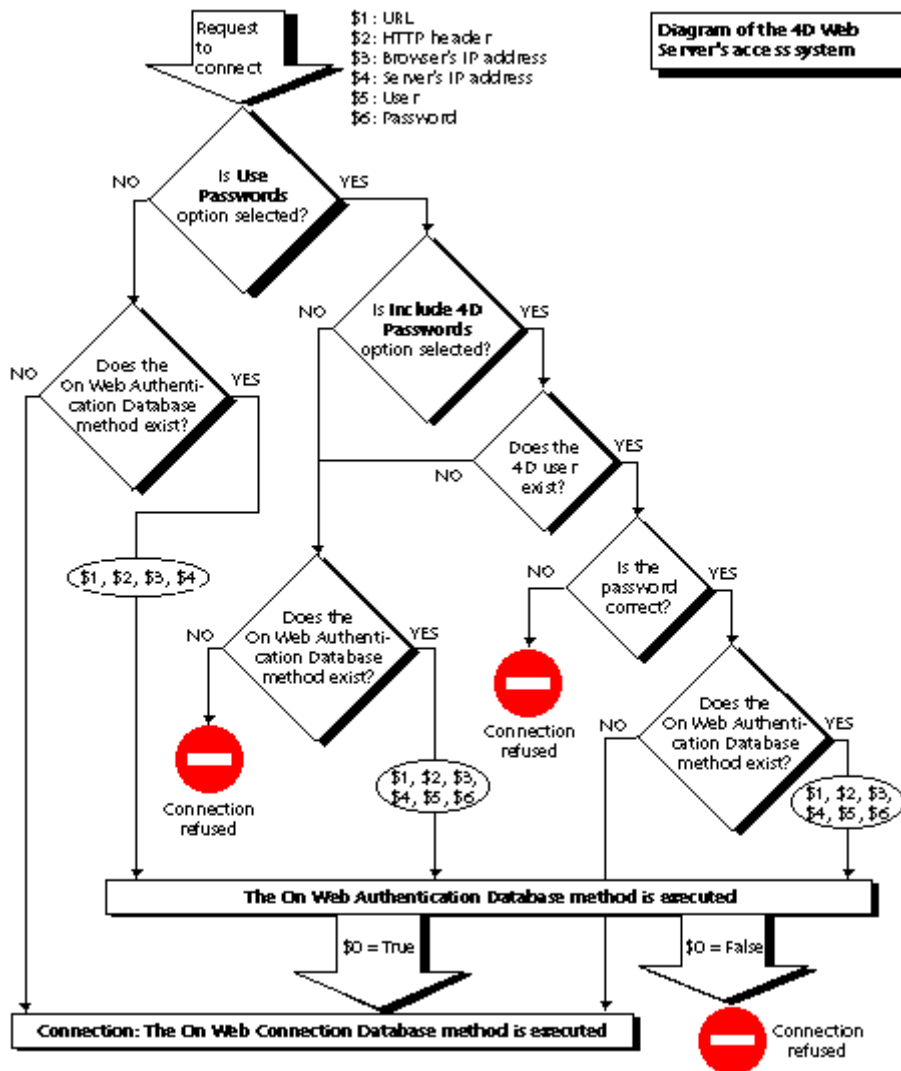 Request
to
connect
$1: URL
$2: HTTP header
$3: Browser's IP address
$4: Server's IP address
$5: User
$6: Password
Diagram of the 4D Web
Server's access system
Is Use
Passwords
option selected?
NO
YES
Is Include 4D
Passwords
option selected?
NO
YES
Does the
On Web Authenti-
cation Database
method exist?
NO
YES
Does the
4D user
exist?
NO
YES
$1, $2, $3, $4
Is the
password
correct?
NO
YES
Does the
On Web Authenti-
cation Database
method exist?
NO
YES
Connection
refused
Does the
On Web Authenti-
cation Database
method exist?
NO
YES
Connection
refused
$1, $2, $3,
$4, $5, $6
$1, $2, $3,
$4, $5, $6
The On Web Authentication Database method is executed
$0 = True
$0 = False
Connection: The On Web Connection Database method is executed
Connection
refused